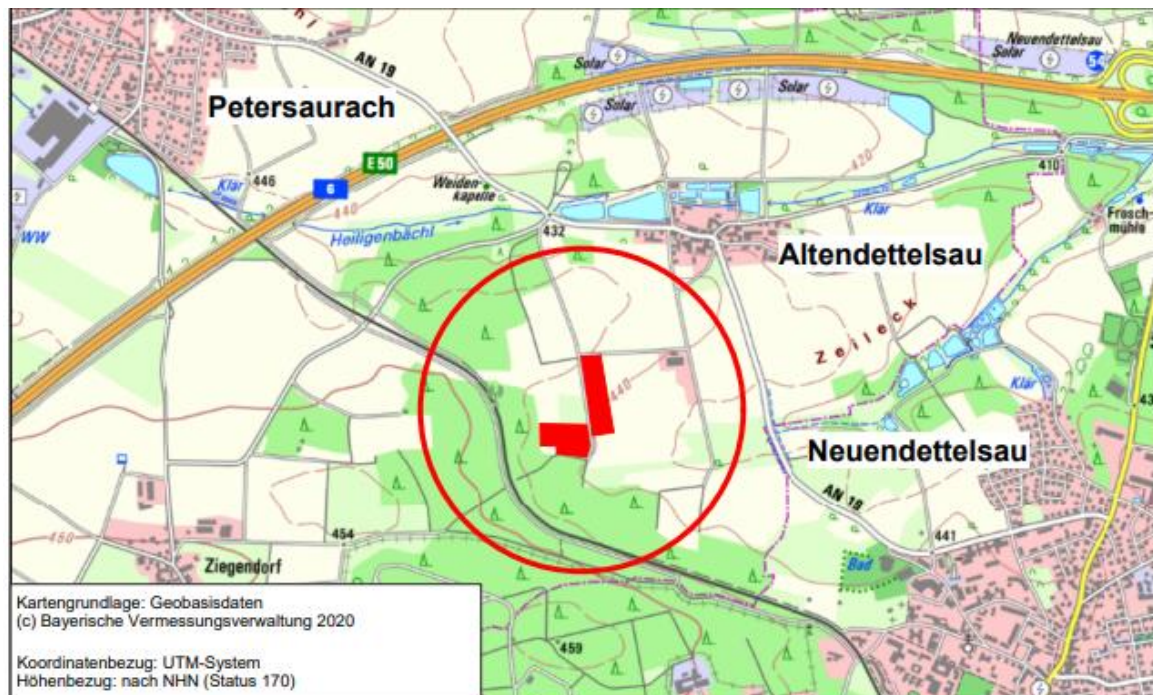 AN 19
Petersaurach
Solar
Solar
Solar
Neuendettelsau
Solar
54
E 50
6
446
Klär
WW
Weiden-
kapelle
440
420
410
Klär
Frosch-
mühle
Heiligenbächl
432
Altendettelsau
Zeileck
440
Klär
Neuendettelsau
AN 19
450
454
Ziegendorf
441
Bad
459
Kartengrundlage: Geobasisdaten
(c) Bayerische Vermessungsverwaltung 2020
Koordinatenbezug: UTM-System
Höhenbezug: nach NHN (Status 170)